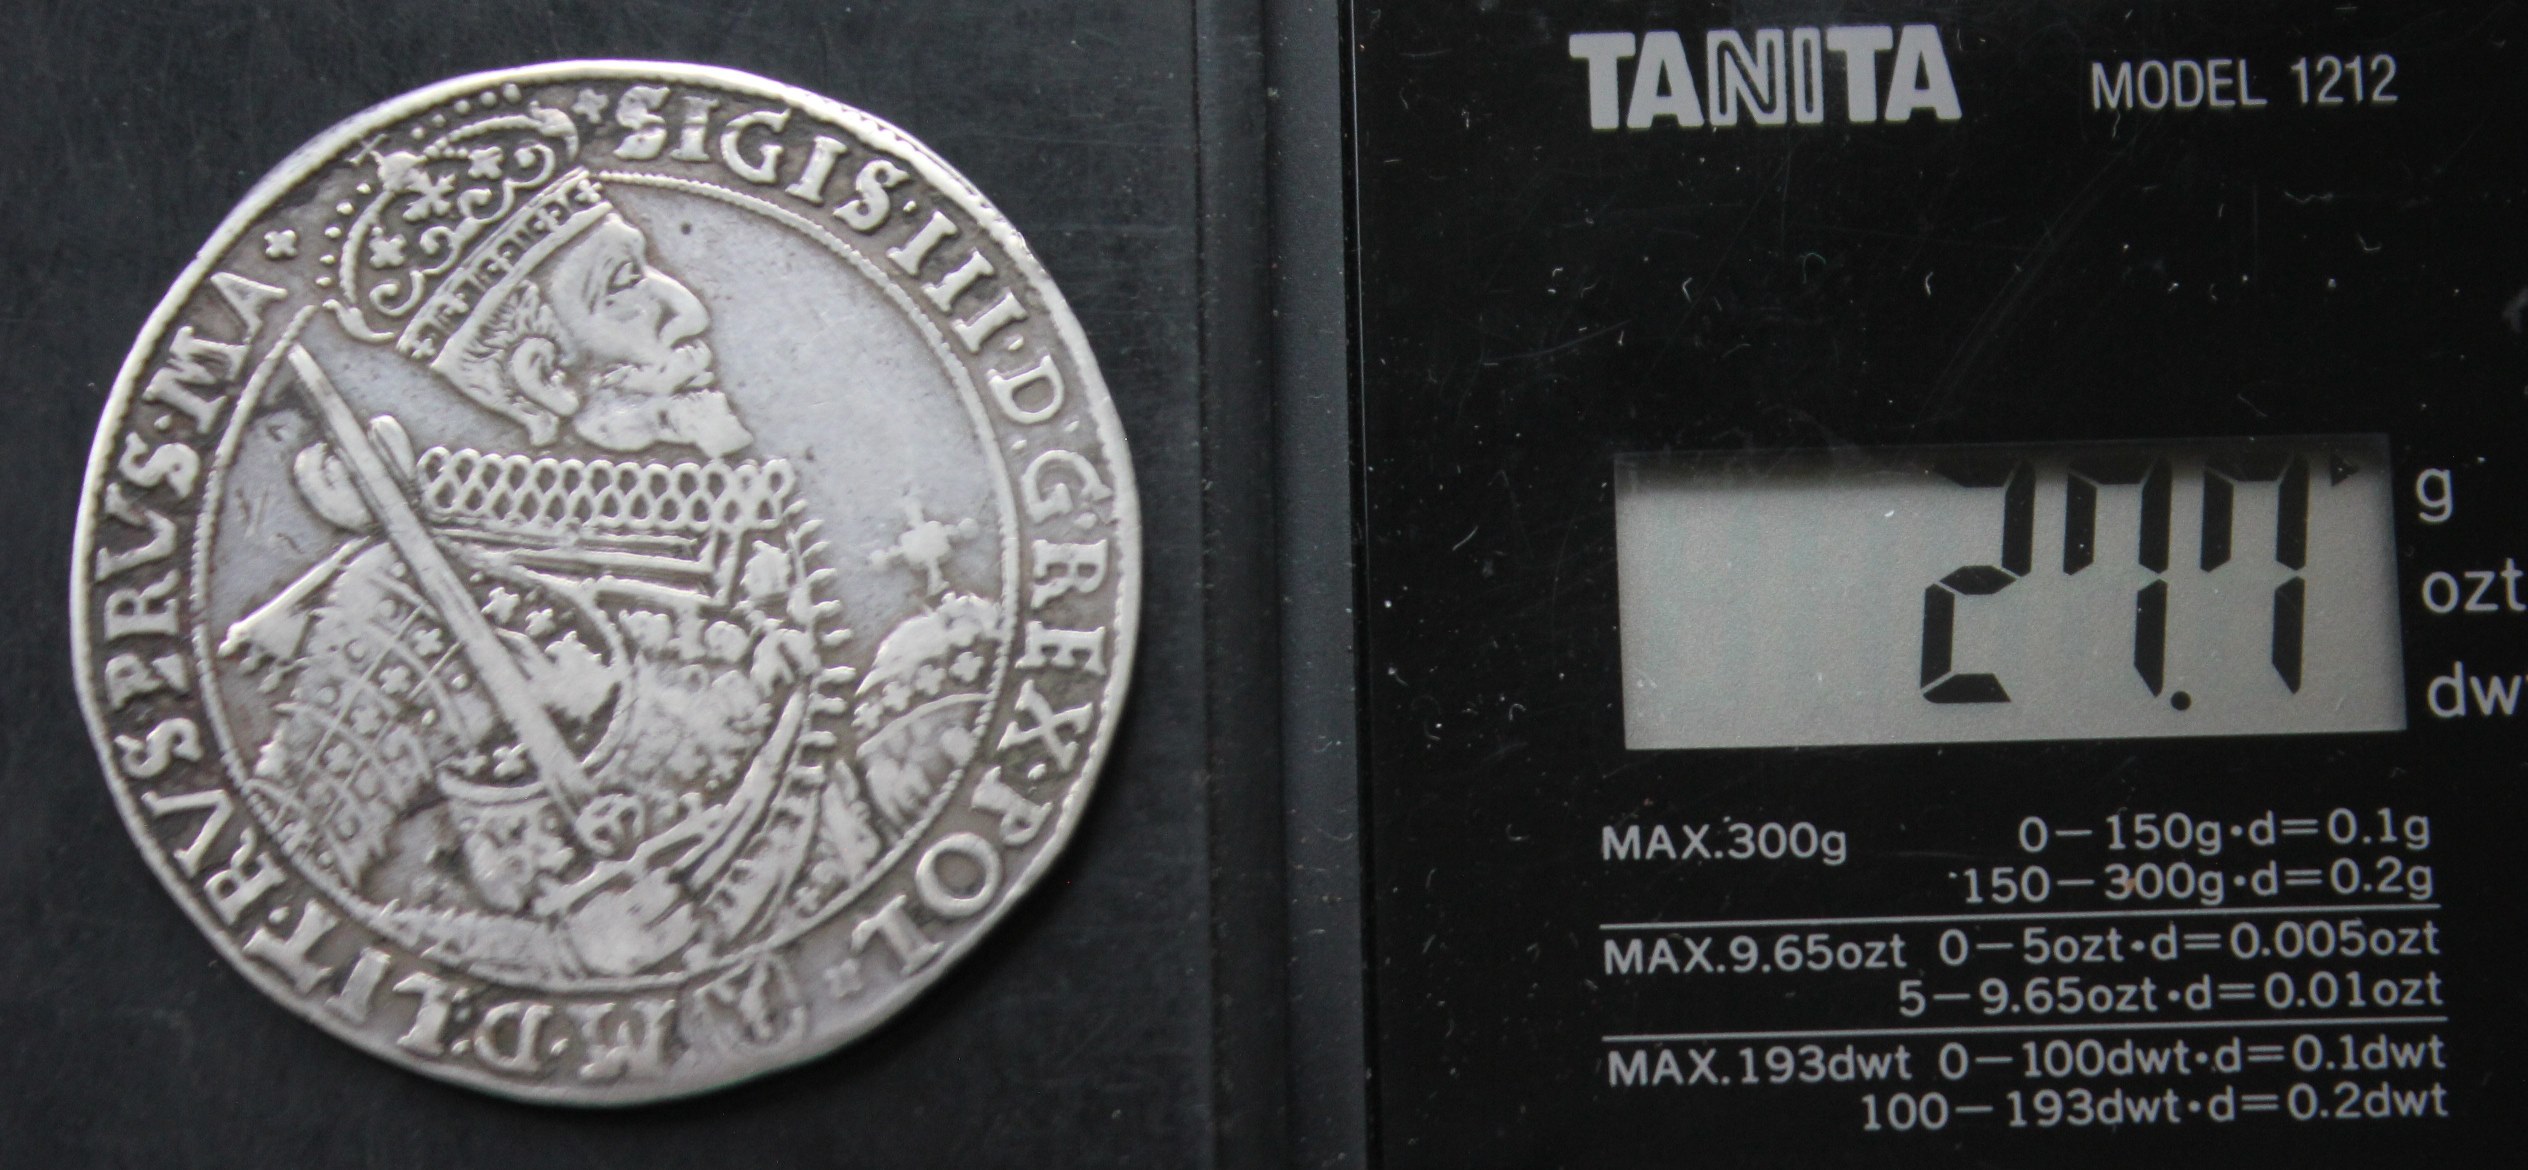 SIGIS·III·D:G:REX·POL· M·D:LIT·RVS·PRVS·MA
TANITA MODEL 1212
27.7 g
ozt
dwt
MAX.300g 0—150g·d=0.1g
150—300g·d=0.2g
MAX.9.65ozt 0—5ozt·d=0.005ozt
5—9.65ozt·d=0.01ozt
MAX.193dwt 0—100dwt·d=0.1dwt
100—193dwt·d=0.2dwt